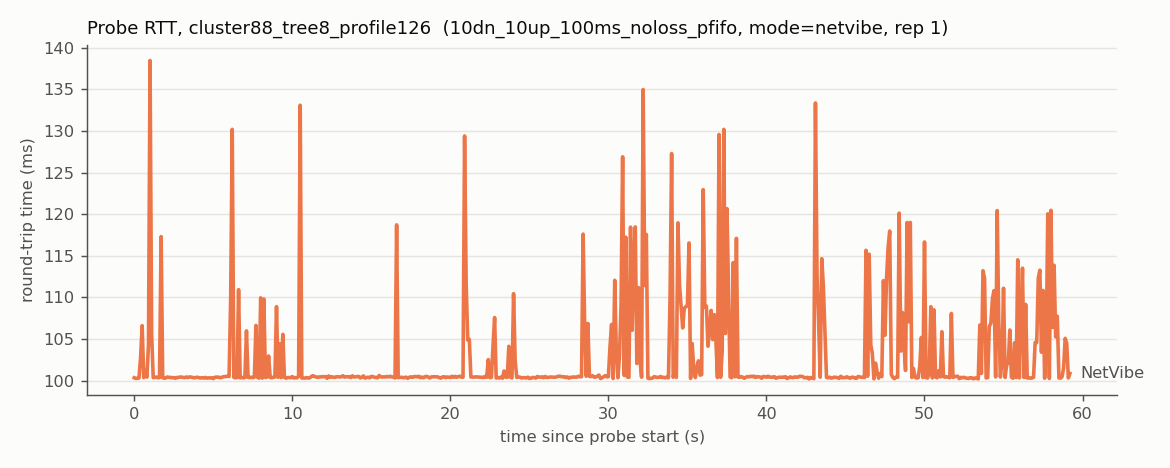 Probe RTT, cluster88_tree8_profile126 (10dn_10up_100ms_noloss_pfifo, mode=netvibe, rep 1)
140
135
130
125
120
115
110
105
100
round-trip time (ms)
NetVibe
0 10 20 30 40 50 60
time since probe start (s)